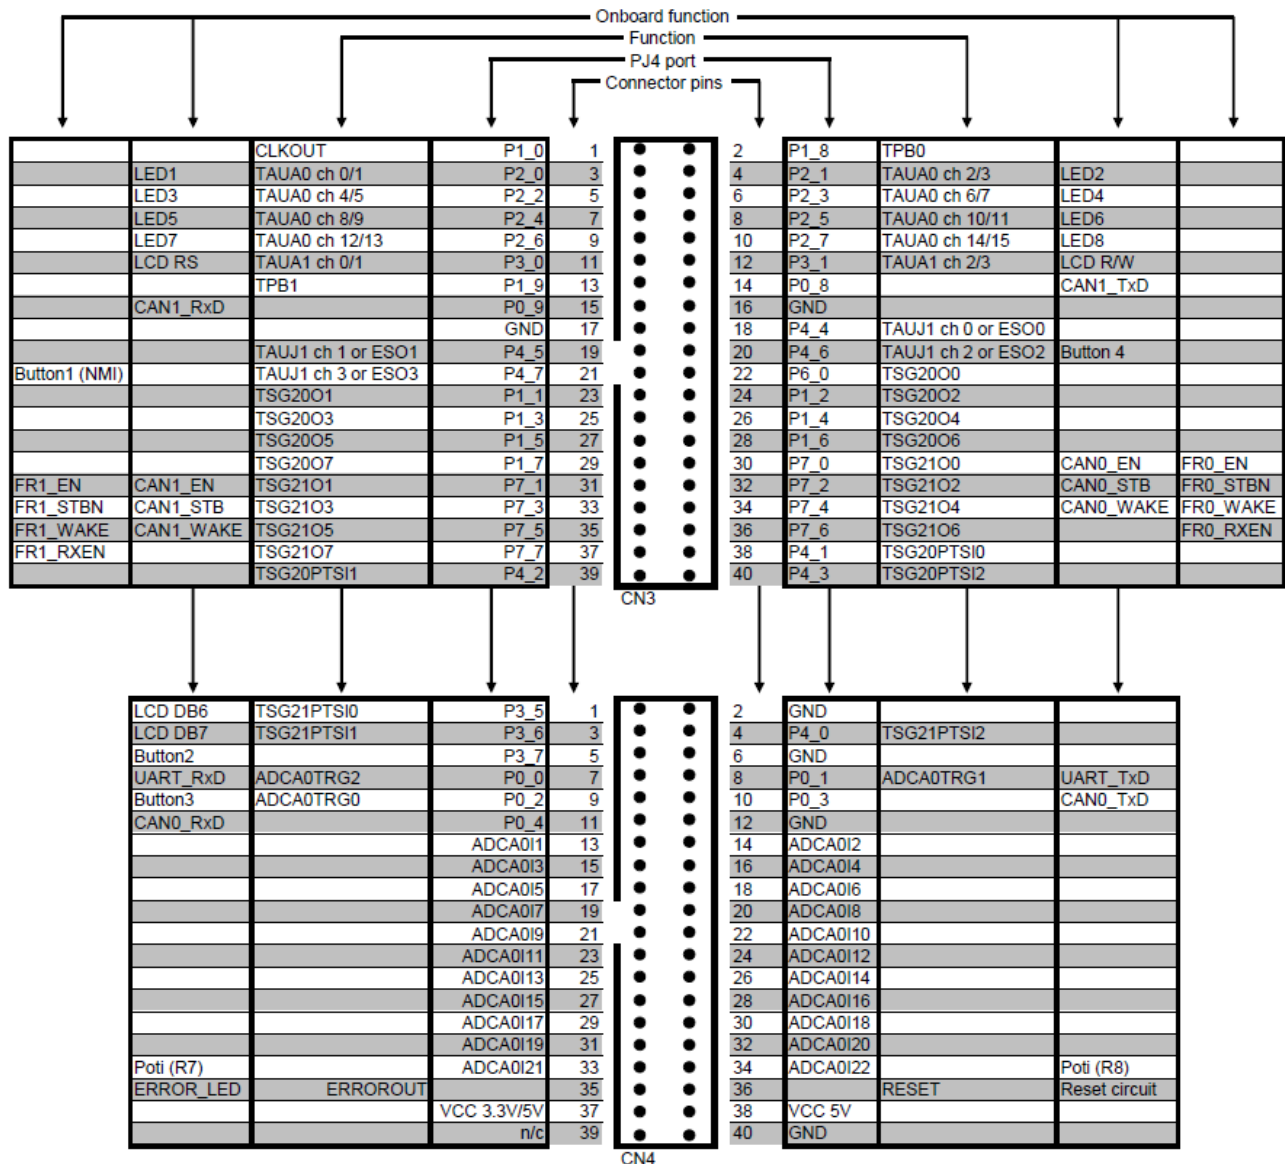 Onboard function
Function
PJ4 port
Connector pins
CLKOUT P1_0 1 2 P1_8 TPB0
LED1 TAUA0 ch 0/1 P2_0 3 4 P2_1 TAUA0 ch 2/3 LED2
LED3 TAUA0 ch 4/5 P2_2 5 6 P2_3 TAUA0 ch 6/7 LED4
LED5 TAUA0 ch 8/9 P2_4 7 8 P2_5 TAUA0 ch 10/11 LED6
LED7 TAUA0 ch 12/13 P2_6 9 10 P2_7 TAUA0 ch 14/15 LED8
LCD RS TAUA1 ch 0/1 P3_0 11 12 P3_1 TAUA1 ch 2/3 LCD R/W
TPB1 P1_9 13 14 P0_8 CAN1_TxD
CAN1_RxD P0_9 15 16 GND
GND 17 18 P4_4 TAUJ1 ch 0 or ESO0
TAUJ1 ch 1 or ESO1 P4_5 19 20 P4_6 TAUJ1 ch 2 or ESO2 Button 4
Button1 (NMI) TAUJ1 ch 3 or ESO3 P4_7 21 22 P6_0 TSG20O0
TSG20O1 P1_1 23 24 P1_2 TSG20O2
TSG20O3 P1_3 25 26 P1_4 TSG20O4
TSG20O5 P1_5 27 28 P1_6 TSG20O6
TSG20O7 P1_7 29 30 P7_0 TSG21O0 CAN0_EN FR0_EN
FR1_EN CAN1_EN TSG21O1 P7_1 31 32 P7_2 TSG21O2 CAN0_STB FR0_STBN
FR1_STBN CAN1_STB TSG21O3 P7_3 33 34 P7_4 TSG21O4 CAN0_WAKE FR0_WAKE
FR1_WAKE CAN1_WAKE TSG21O5 P7_5 35 36 P7_6 TSG21O6 FR0_RXEN
FR1_RXEN TSG21O7 P7_7 37 38 P4_1 TSG20PTSI0
TSG20PTSI1 P4_2 39 40 P4_3 TSG20PTSI2
CN3
LCD DB6 TSG21PTSI0 P3_5 1 2 GND
LCD DB7 TSG21PTSI1 P3_6 3 4 P4_0 TSG21PTSI2
Button2 P3_7 5 6 GND
UART_RxD ADCA0TRG2 P0_0 7 8 P0_1 ADCA0TRG1 UART_TxD
Button3 ADCA0TRG0 P0_2 9 10 P0_3 CAN0_TxD
CAN0_RxD P0_4 11 12 GND
ADCA0I1 13 14 ADCA0I2
ADCA0I3 15 16 ADCA0I4
ADCA0I5 17 18 ADCA0I6
ADCA0I7 19 20 ADCA0I8
ADCA0I9 21 22 ADCA0I10
ADCA0I11 23 24 ADCA0I12
ADCA0I13 25 26 ADCA0I14
ADCA0I15 27 28 ADCA0I16
ADCA0I17 29 30 ADCA0I18
ADCA0I19 31 32 ADCA0I20
Poti (R7) ADCA0I21 33 34 ADCA0I22 Poti (R8)
ERROR_LED ERROROUT 35 36 RESET Reset circuit
VCC 3.3V/5V 37 38 VCC 5V
n/c 39 40 GND
CN4